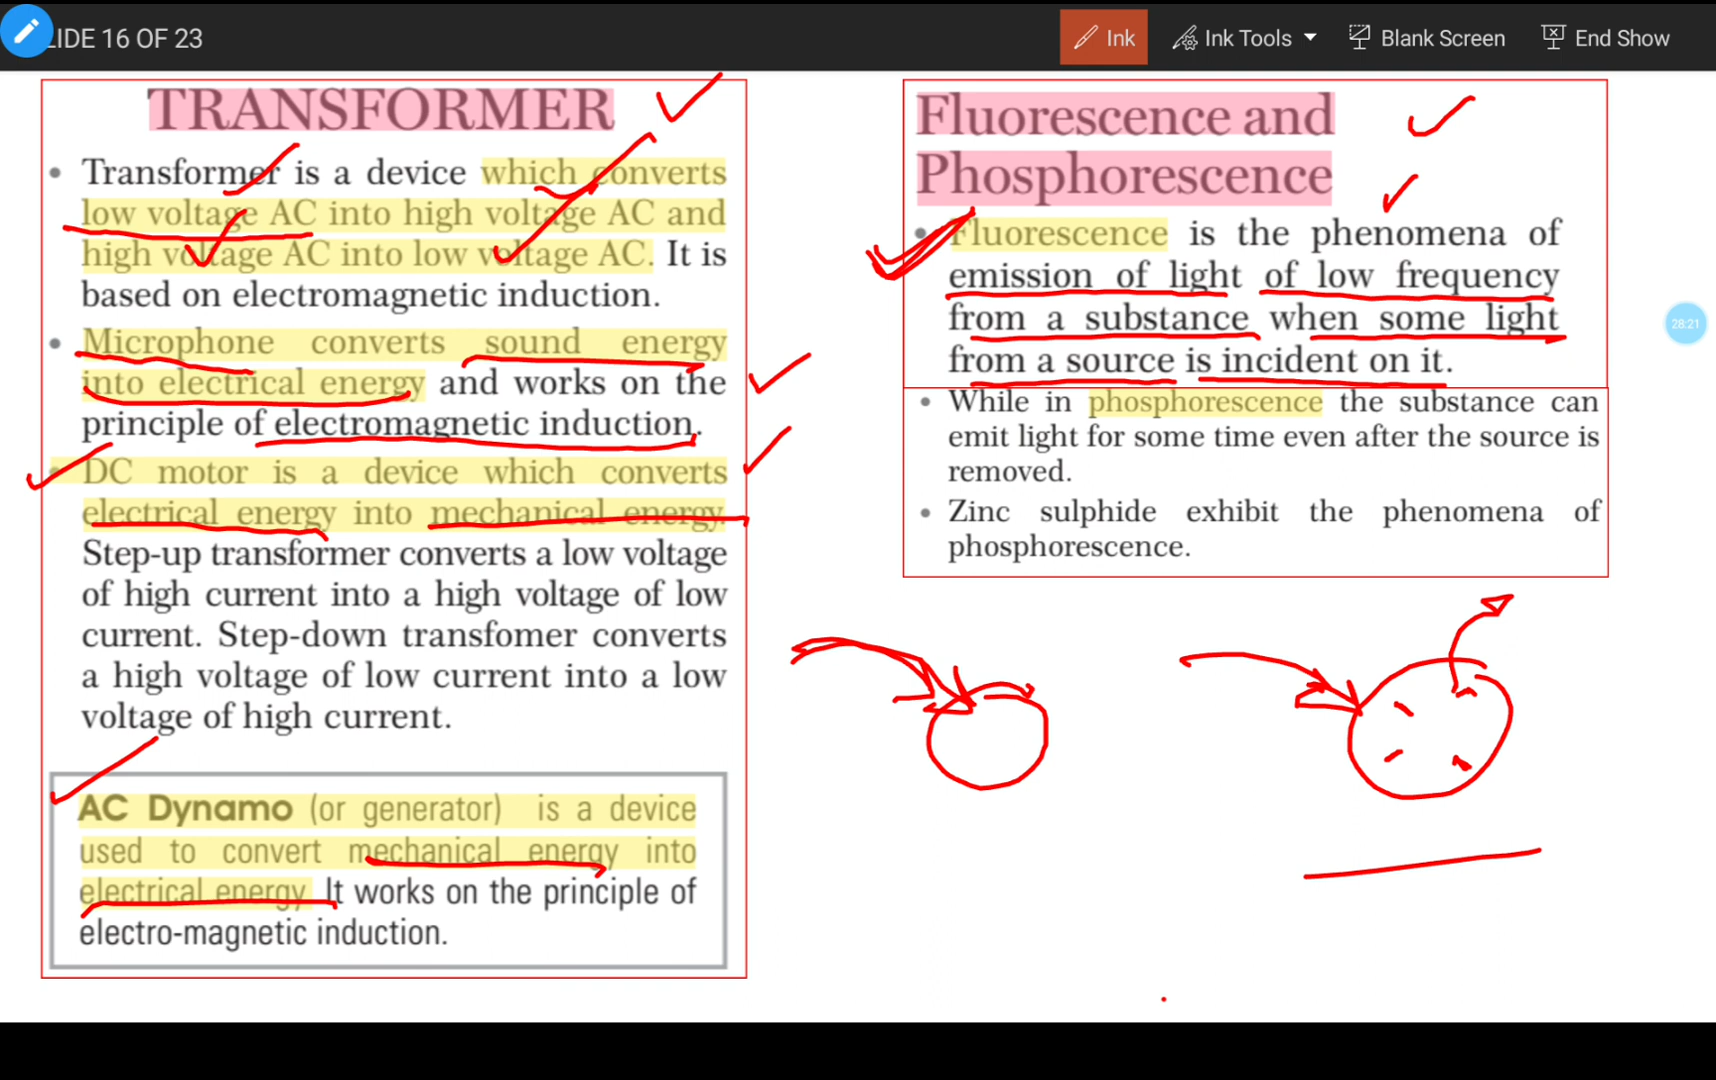 LIDE 16 OF 23
Ink
Ink Tools
Blank Screen
End Show
TRANSFORMER
• Transformer is a device which converts
low voltage AC into high voltage AC and
high voltage AC into low voltage AC. It is
based on electromagnetic induction.
• Microphone converts sound energy
into electrical energy and works on the
principle of electromagnetic induction.
• DC motor is a device which converts
electrical energy into mechanical energy.
Step-up transformer converts a low voltage
of high current into a high voltage of low
current. Step-down transfomer converts
a high voltage of low current into a low
voltage of high current.
AC Dynamo (or generator) is a device
used to convert mechanical energy into
electrical energy It works on the principle of
electro-magnetic induction.
Fluorescence and
Phosphorescence
• Fluorescence is the phenomena of
emission of light of low frequency
from a substance when some light
from a source is incident on it.
• While in phosphorescence the substance can
emit light for some time even after the source is
removed.
• Zinc sulphide exhibit the phenomena of
phosphorescence.
28:21